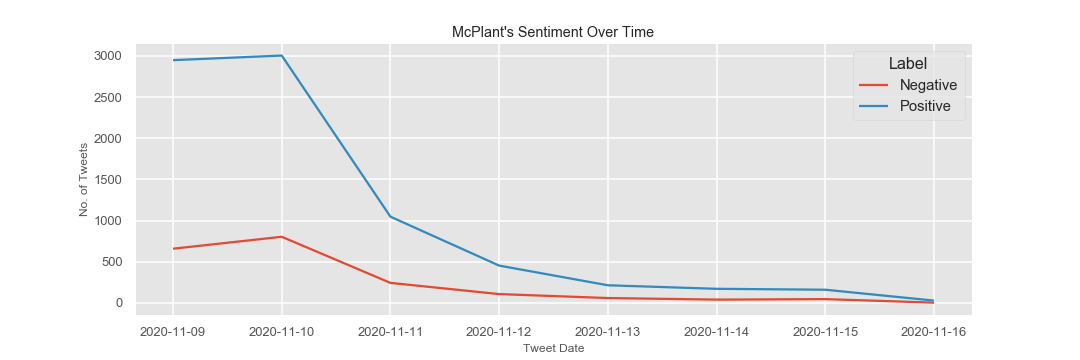 McPlant's Sentiment Over Time
Label
Negative
Positive
No. of Tweets
3000
2500
2000
1500
1000
500
0
2020-11-09 2020-11-10 2020-11-11 2020-11-12 2020-11-13 2020-11-14 2020-11-15 2020-11-16
Tweet Date